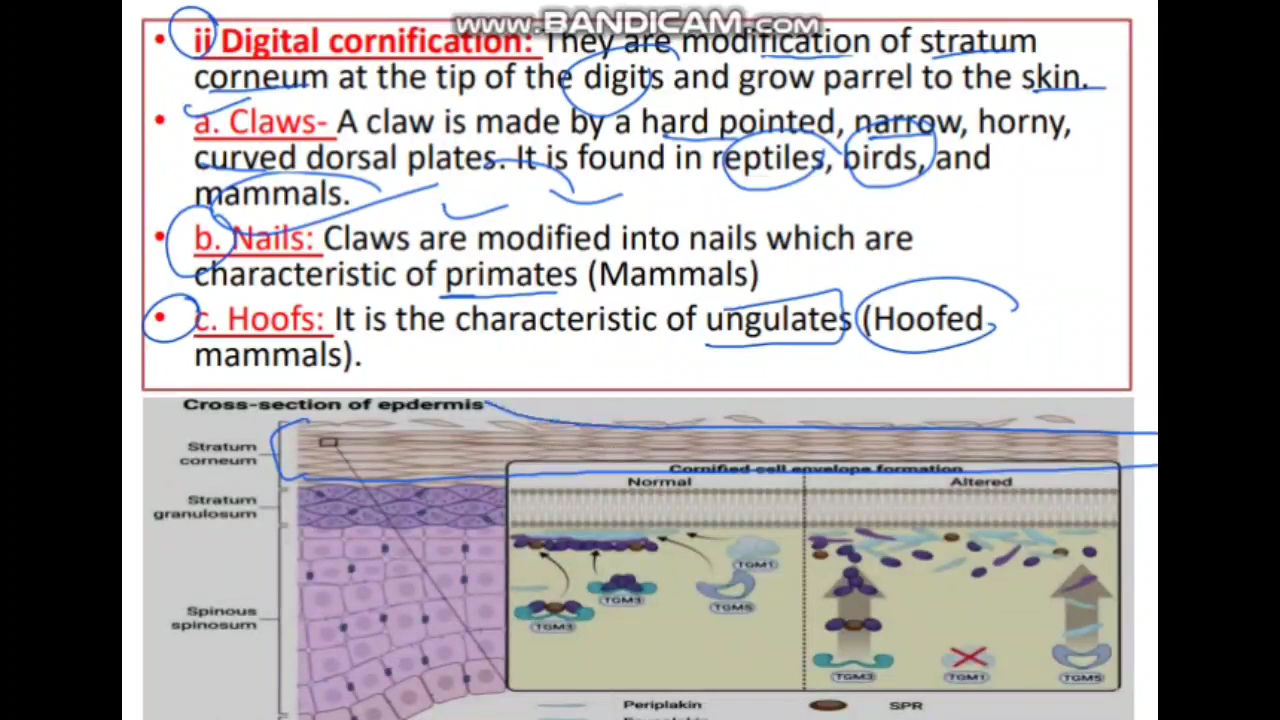 www.BANDICAM.com
• ii Digital cornification: They are modification of stratum
corneum at the tip of the digits and grow parrel to the skin.
• a. Claws- A claw is made by a hard pointed, narrow, horny,
curved dorsal plates. It is found in reptiles, birds, and
mammals.
• b. Nails: Claws are modified into nails which are
characteristic of primates (Mammals)
• c. Hoofs: It is the characteristic of ungulates (Hoofed
mammals).
Cross-section of epdermis
Stratum
corneum
Stratum
granulosum
Spinous
spinosum
Cornified cell envelope formation
Normal
Altered
TGM1
TGM3
TGM5
TGM3
TGM3
TGM1
TGM5
Periplakin
SPR